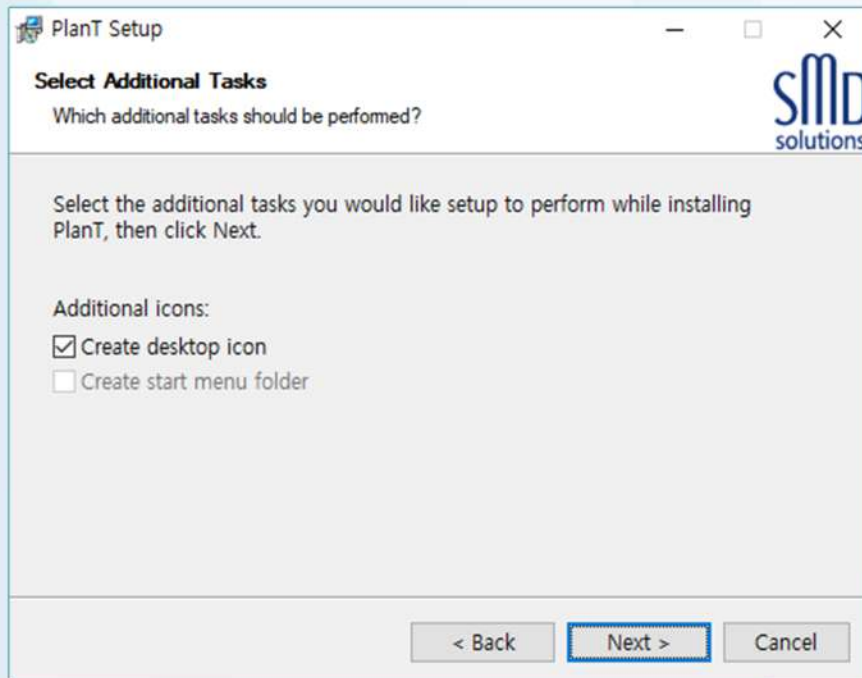 PlanT Setup
Select Additional Tasks
Which additional tasks should be performed?
SMD
solutions
Select the additional tasks you would like setup to perform while installing
PlanT, then click Next.
Additional icons:
Create desktop icon
Create start menu folder
< Back
Next >
Cancel